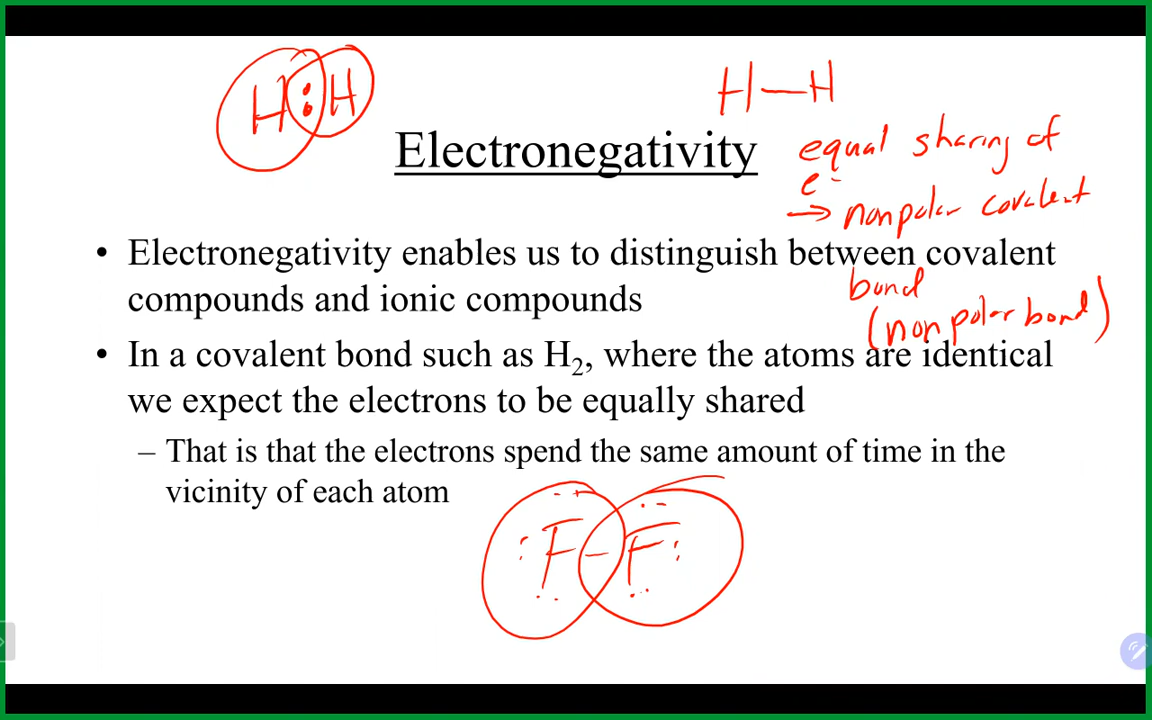 H:H
H–H
Electronegativity
equal sharing of
e-
→ nonpolar covalent
bond
(nonpolar bond)
• Electronegativity enables us to distinguish between covalent
compounds and ionic compounds
• In a covalent bond such as H₂, where the atoms are identical
we expect the electrons to be equally shared
– That is that the electrons spend the same amount of time in the
vicinity of each atom
:F–F: